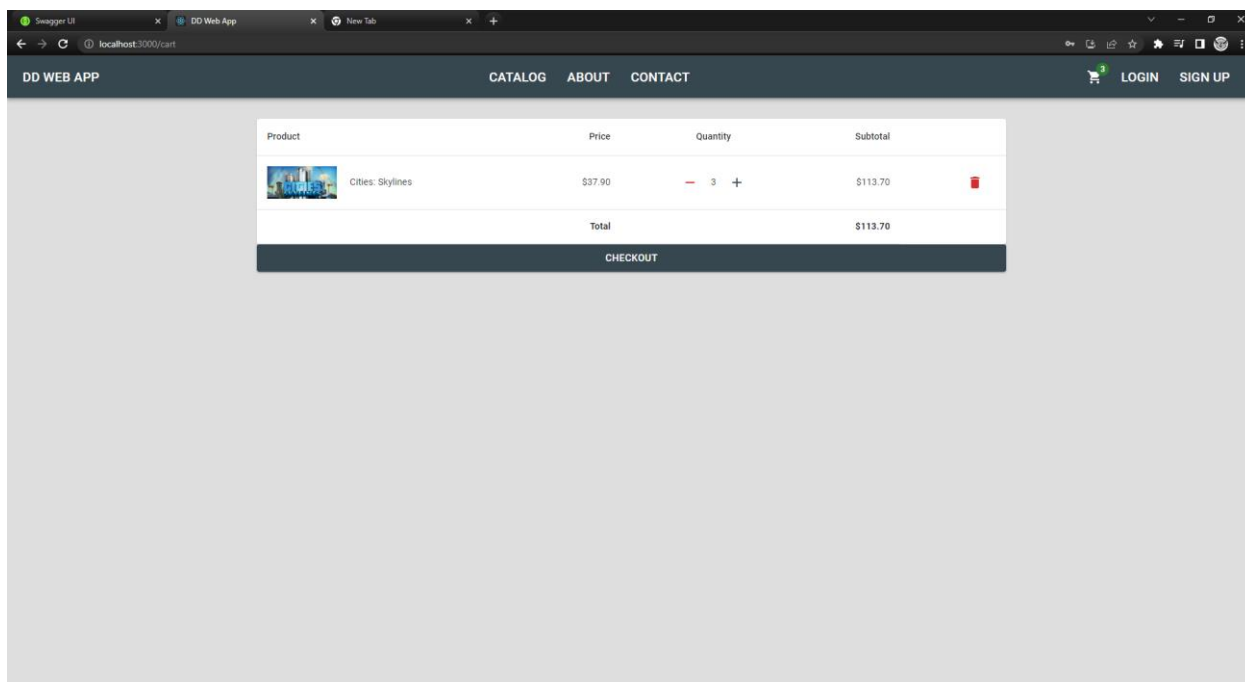 Swagger UI DD Web App New Tab
localhost:3000/cart
DD WEB APP CATALOG ABOUT CONTACT 3 LOGIN SIGN UP
Product Price Quantity Subtotal
CITIES Cities: Skylines $37.90 3 $113.70
Total $113.70
CHECKOUT